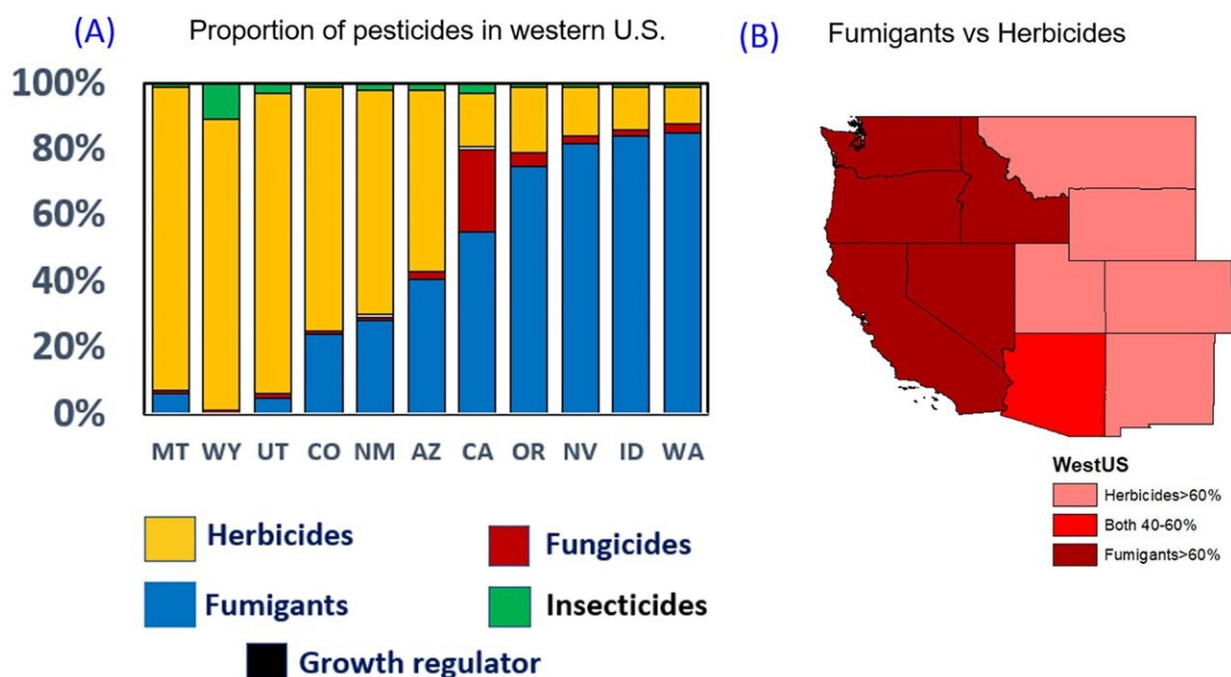 (A) Proportion of pesticides in western U.S.
100%
80%
60%
40%
20%
0%
MT WY UT CO NM AZ CA OR NV ID WA
Herbicides
Fungicides
Fumigants
Insecticides
Growth regulator
(B) Fumigants vs Herbicides
WestUS
Herbicides>60%
Both 40-60%
Fumigants>60%